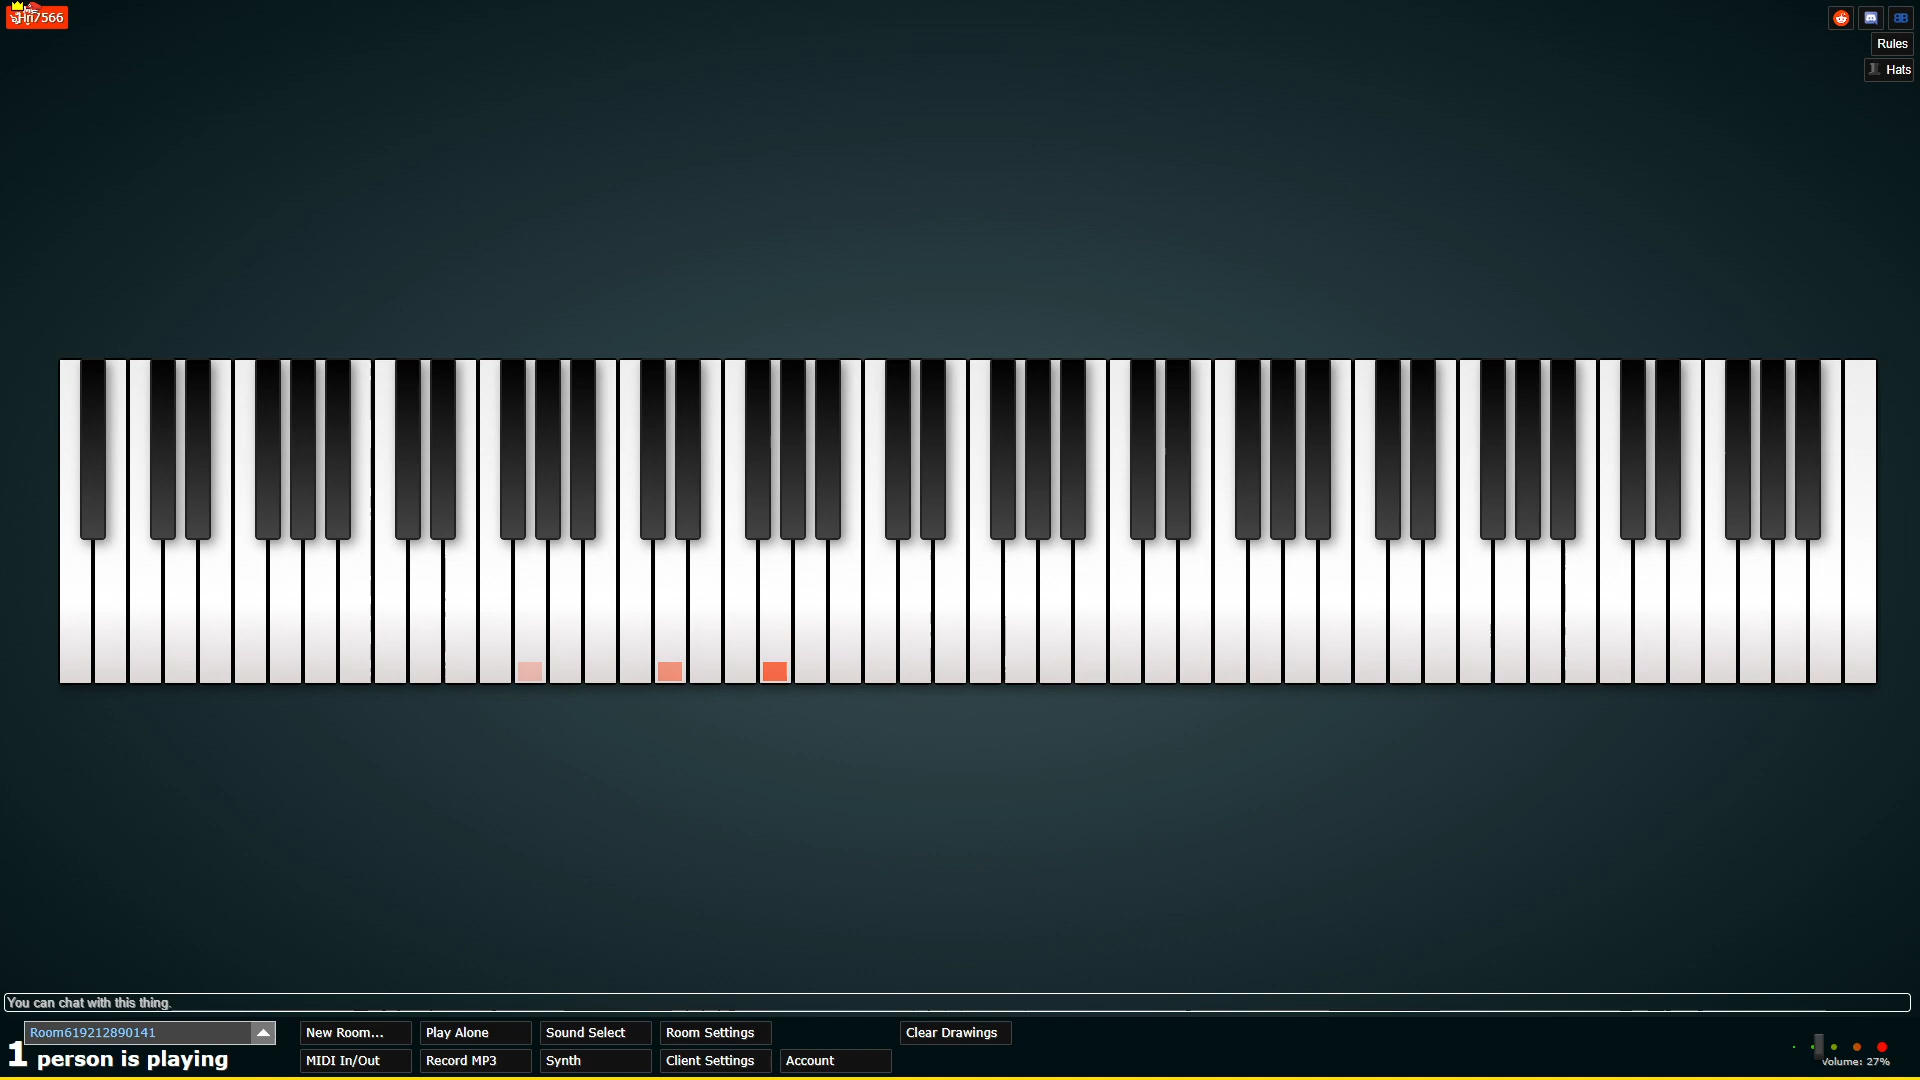 Rules
Hats
You can chat with this thing.
Room619212890141
New Room...
Play Alone
Sound Select
Room Settings
Clear Drawings
1 person is playing
MIDI In/Out
Record MP3
Synth
Client Settings
Account
Volume: 27%